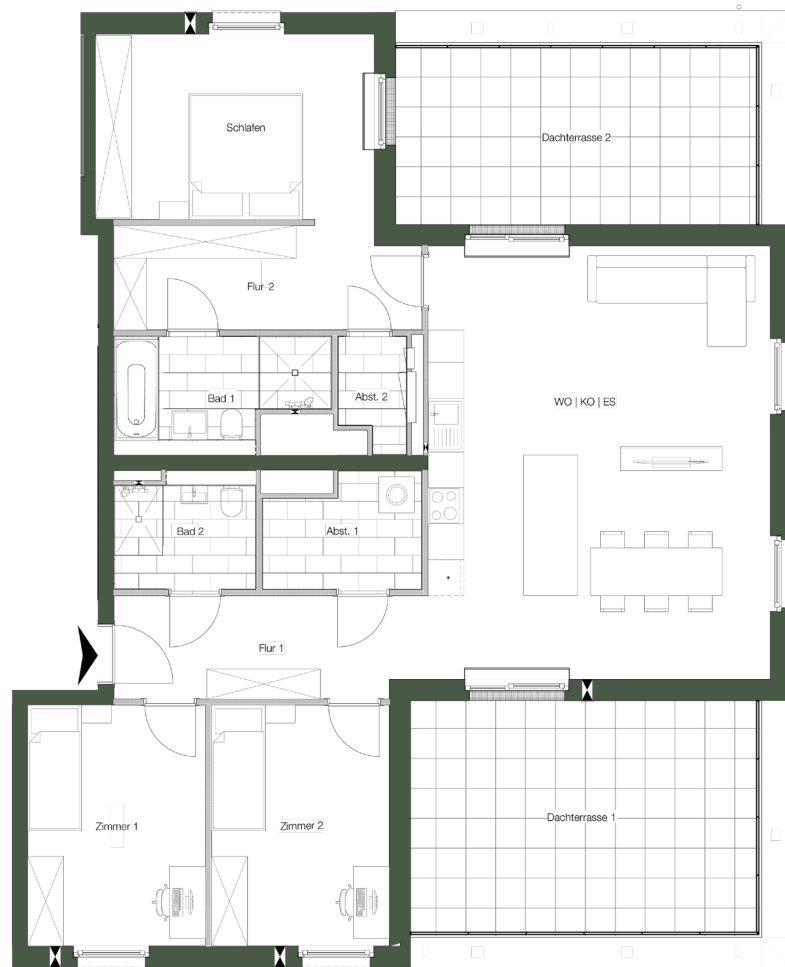 Schlafen
Dachterrasse 2
Flur 2
Bad 1
Abst. 2
WO | KO | ES
Bad 2
Abst. 1
Flur 1
Zimmer 1
Zimmer 2
Dachterrasse 1